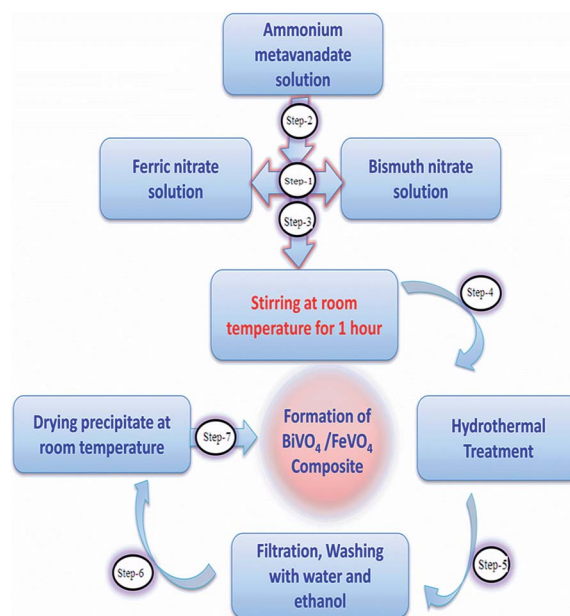 Ammonium
metavanadate
solution
Step-2
Ferric nitrate
solution
Step-1
Bismuth nitrate
solution
Step-3
Stirring at room
temperature for 1 hour
Step-4
Drying precipitate at
room temperature
Step-7
Formation of
BiVO₄ /FeVO₄
Composite
Hydrothermal
Treatment
Step-6
Filtration, Washing
with water and
ethanol
Step-5